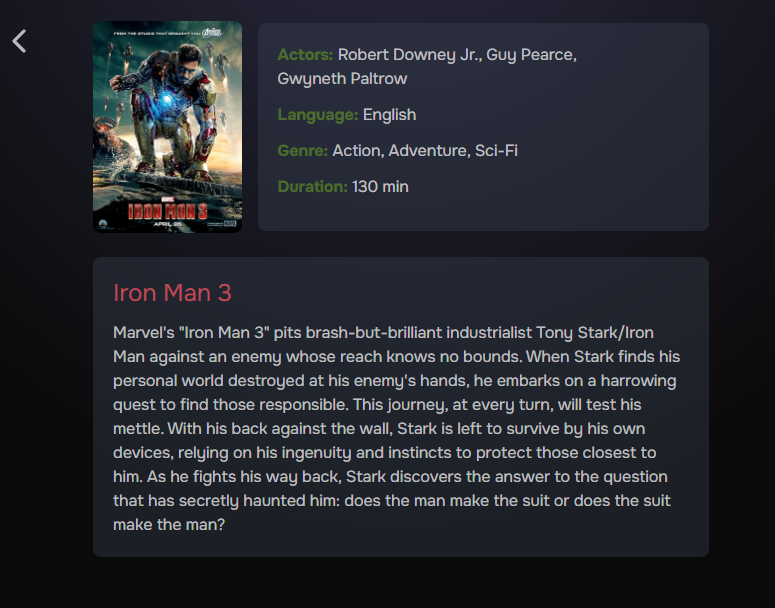 FROM THE STUDIO THAT BROUGHT YOU
Actors: Robert Downey Jr., Guy Pearce,
Gwyneth Paltrow
Language: English
Genre: Action, Adventure, Sci-Fi
Duration: 130 min
MARVEL
IRON MAN 3
APRIL 26
Iron Man 3
Marvel's "Iron Man 3" pits brash-but-brilliant industrialist Tony Stark/Iron
Man against an enemy whose reach knows no bounds. When Stark finds his
personal world destroyed at his enemy's hands, he embarks on a harrowing
quest to find those responsible. This journey, at every turn, will test his
mettle. With his back against the wall, Stark is left to survive by his own
devices, relying on his ingenuity and instincts to protect those closest to
him. As he fights his way back, Stark discovers the answer to the question
that has secretly haunted him: does the man make the suit or does the suit
make the man?